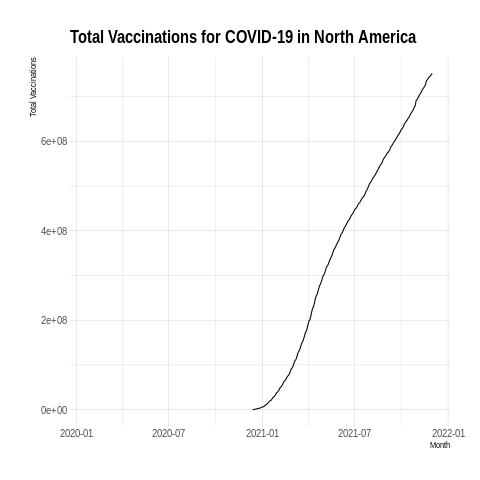 Total Vaccinations for COVID-19 in North America
Total Vaccinations
6e+08
4e+08
2e+08
0e+00
2020-01 2020-07 2021-01 2021-07 2022-01
Month